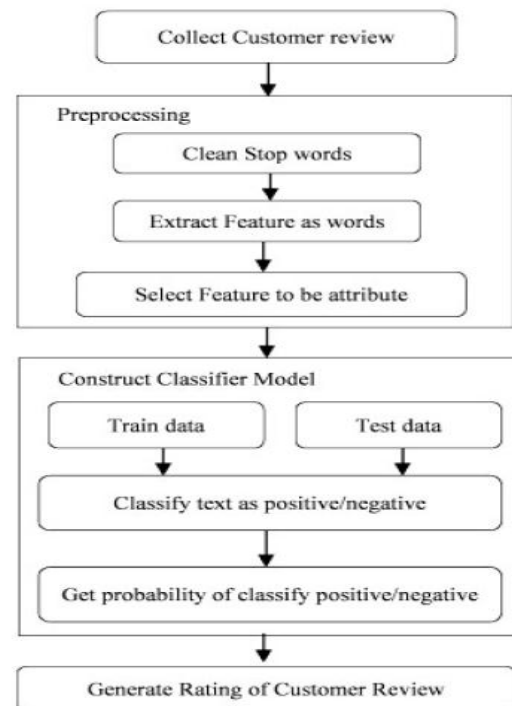 Collect Customer review
Preprocessing
Clean Stop words
Extract Feature as words
Select Feature to be attribute
Construct Classifier Model
Train data
Test data
Classify text as positive/negative
Get probability of classify positive/negative
Generate Rating of Customer Review